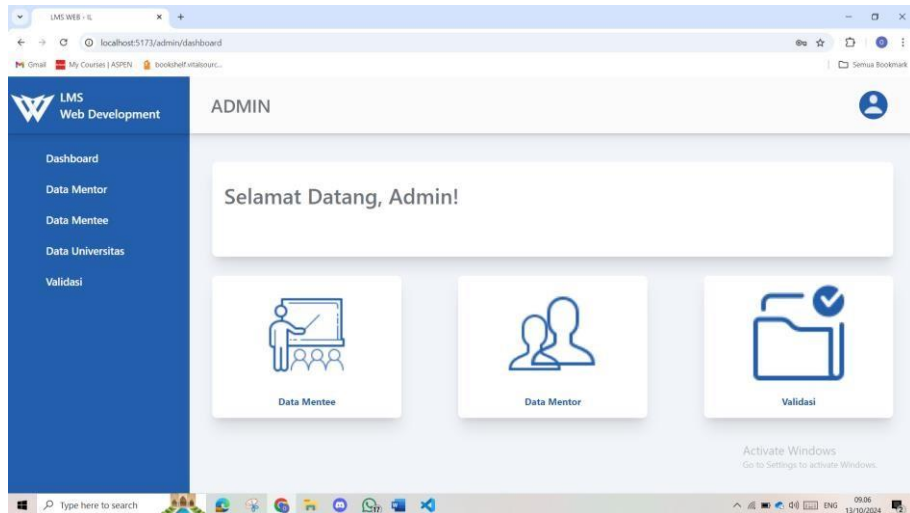 LMS WEB - IL
localhost:5173/admin/dashboard
Gmail
My Courses | ASPEN
bookshelf.vitalsourc...
Semua Bookmark
LMS
Web Development
ADMIN
Dashboard
Data Mentor
Data Mentee
Data Universitas
Validasi
Selamat Datang, Admin!
Data Mentee
Data Mentor
Validasi
Activate Windows
Go to Settings to activate Windows.
Type here to search
ENG
09.06
13/10/2024